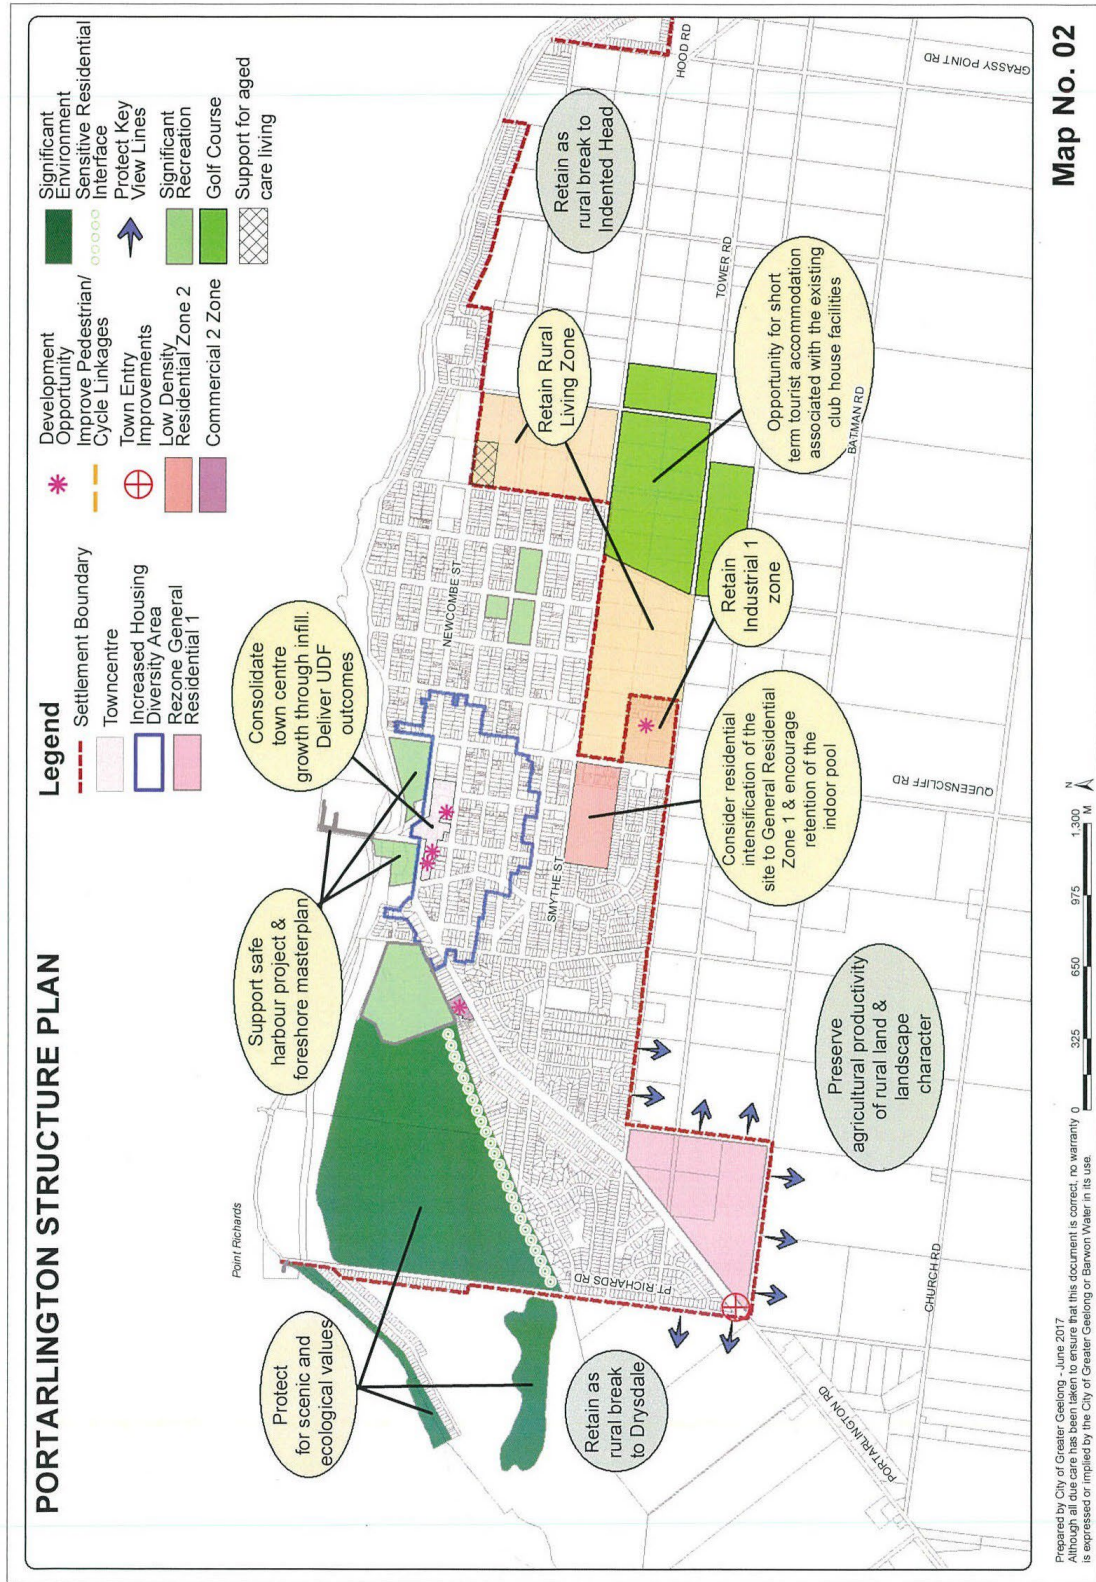 PORTARLINGTON STRUCTURE PLAN
Legend
Settlement Boundary
Towncentre
Increased Housing
Diversity Area
Rezone General
Residential 1
Development
Opportunity
Improve Pedestrian/
Cycle Linkages
Town Entry
Improvements
Low Density
Residential Zone 2
Commercial 2 Zone
Significant
Environment
Sensitive Residential
Interface
Protect Key
View Lines
Significant
Recreation
Golf Course
Support for aged
care living
Point Richards
Protect
for scenic and
ecological values
Support safe
harbour project &
foreshore masterplan
Consolidate
town centre
growth through infill.
Deliver UDF
outcomes
NEWCOMBE ST
Retain Rural
Living Zone
Retain as
rural break to
Indented Head
HOOD RD
GRASSY POINT RD
TOWER RD
Retain as
rural break
to Drysdale
PT RICHARDS RD
SMYTHE ST
Retain
Industrial 1
zone
Opportunity for short
term tourist accommodation
associated with the existing
club house facilities
BATMAN RD
Consider residential
intensification of the
site to General Residential
Zone 1 & encourage
retention of the
indoor pool
QUEENSCLIFF RD
Preserve
agricultural productivity
of rural land &
landscape
character
CHURCH RD
PORTARLINGTON RD
Prepared by City of Greater Geelong - June 2017
Although all due care has been taken to ensure that this document is correct, no warranty
is expressed or implied by the City of Greater Geelong or Barwon Water in its use.
0 325 650 975 1,300
M
N
Map No. 02